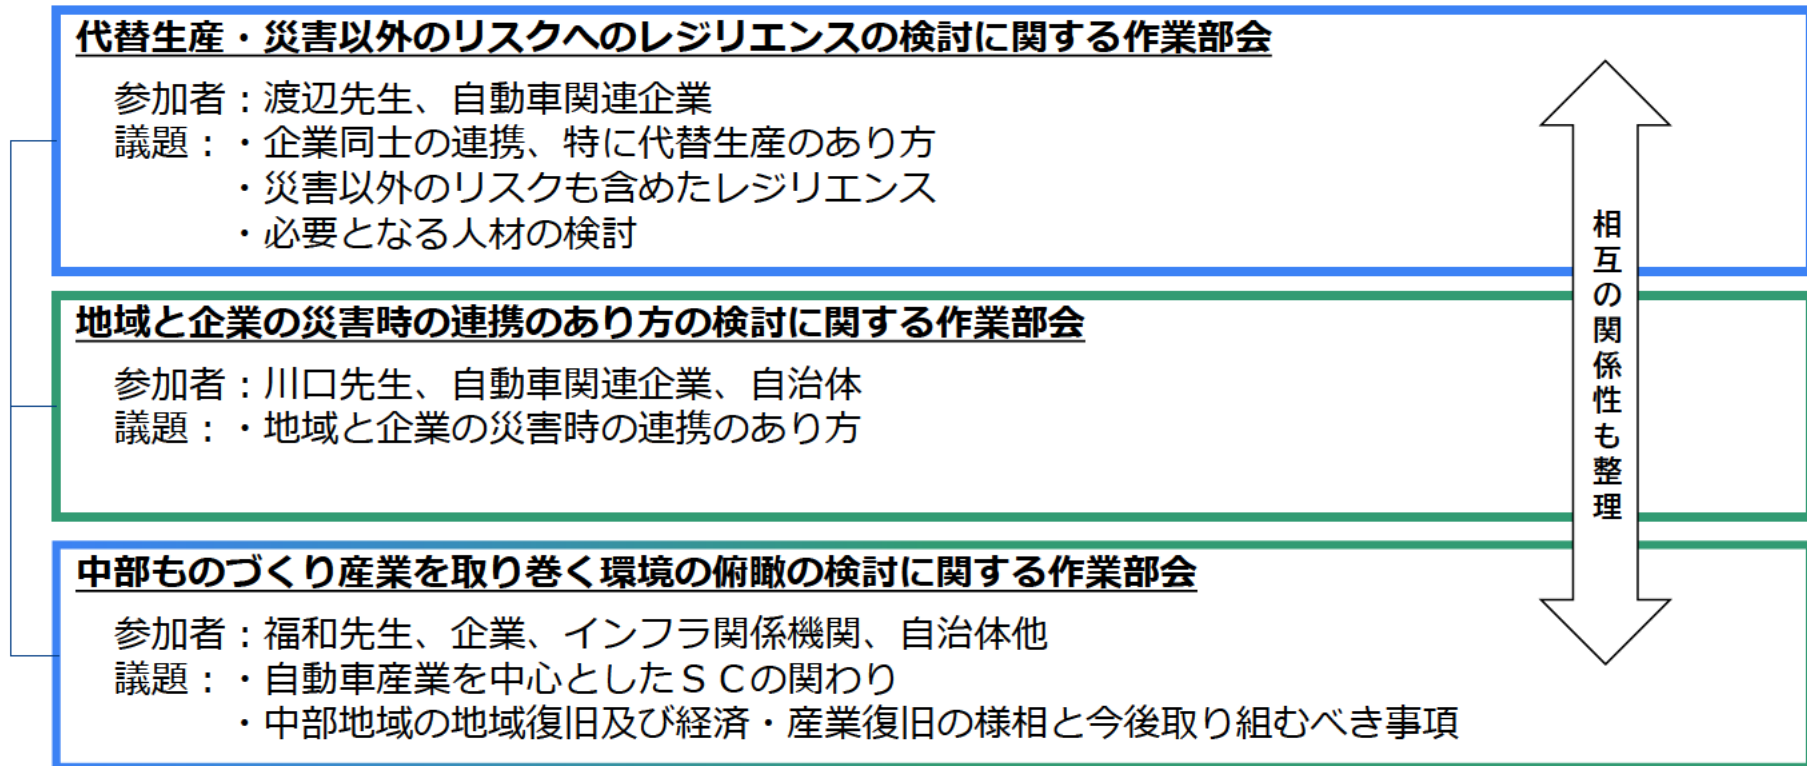 代替生産・災害以外のリスクへのレジリエンスの検討に関する作業部会
参加者：渡辺先生、自動車関連企業
議題：・企業同士の連携、特に代替生産のあり方
・災害以外のリスクも含めたレジリエンス
・必要となる人材の検討
地域と企業の災害時の連携のあり方の検討に関する作業部会
参加者：川口先生、自動車関連企業、自治体
議題：・地域と企業の災害時の連携のあり方
中部ものづくり産業を取り巻く環境の俯瞰の検討に関する作業部会
参加者：福和先生、企業、インフラ関係機関、自治体他
議題：・自動車産業を中心としたＳＣの関わり
・中部地域の地域復旧及び経済・産業復旧の様相と今後取り組むべき事項
相互の関係性も整理